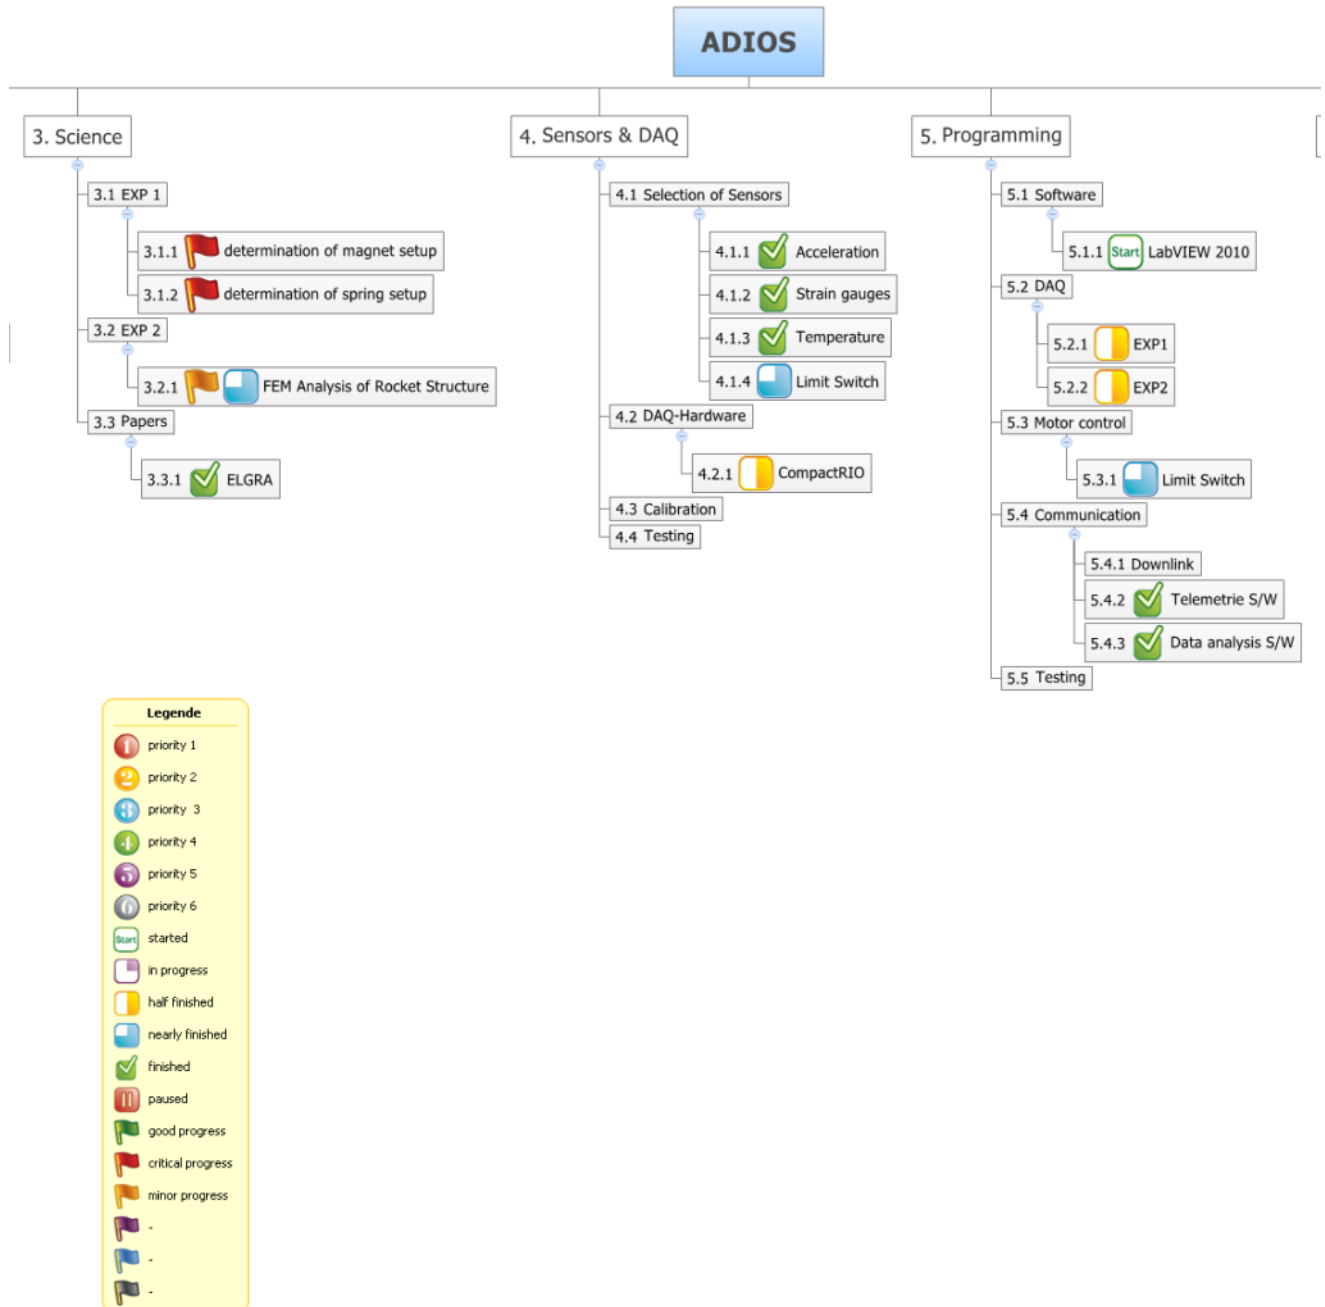 ADIOS
3. Science
3.1 EXP 1
3.1.1 determination of magnet setup
3.1.2 determination of spring setup
3.2 EXP 2
3.2.1 FEM Analysis of Rocket Structure
3.3 Papers
3.3.1 ELGRA
4. Sensors & DAQ
4.1 Selection of Sensors
4.1.1 Acceleration
4.1.2 Strain gauges
4.1.3 Temperature
4.1.4 Limit Switch
4.2 DAQ-Hardware
4.2.1 CompactRIO
4.3 Calibration
4.4 Testing
5. Programming
5.1 Software
5.1.1 Start LabVIEW 2010
5.2 DAQ
5.2.1 EXP1
5.2.2 EXP2
5.3 Motor control
5.3.1 Limit Switch
5.4 Communication
5.4.1 Downlink
5.4.2 Telemetrie S/W
5.4.3 Data analysis S/W
5.5 Testing
Legende
1 priority 1
2 priority 2
3 priority 3
4 priority 4
5 priority 5
6 priority 6
Start started
in progress
half finished
nearly finished
finished
paused
good progress
critical progress
minor progress
-
-
-